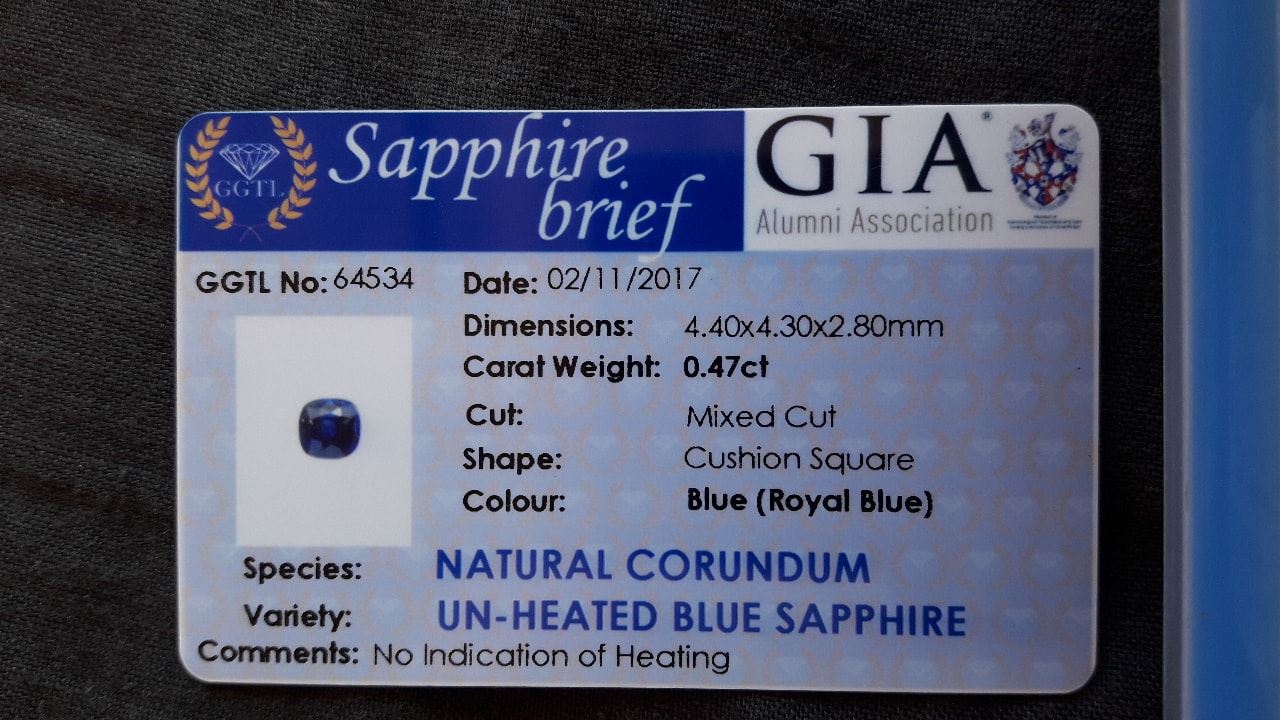 GGTL
Sapphire
brief
GIA®
Alumni Association
GGTL No: 64534
Date: 02/11/2017
Dimensions: 4.40x4.30x2.80mm
Carat Weight: 0.47ct
Cut: Mixed Cut
Shape: Cushion Square
Colour: Blue (Royal Blue)
Species: NATURAL CORUNDUM
Variety: UN-HEATED BLUE SAPPHIRE
Comments: No Indication of Heating